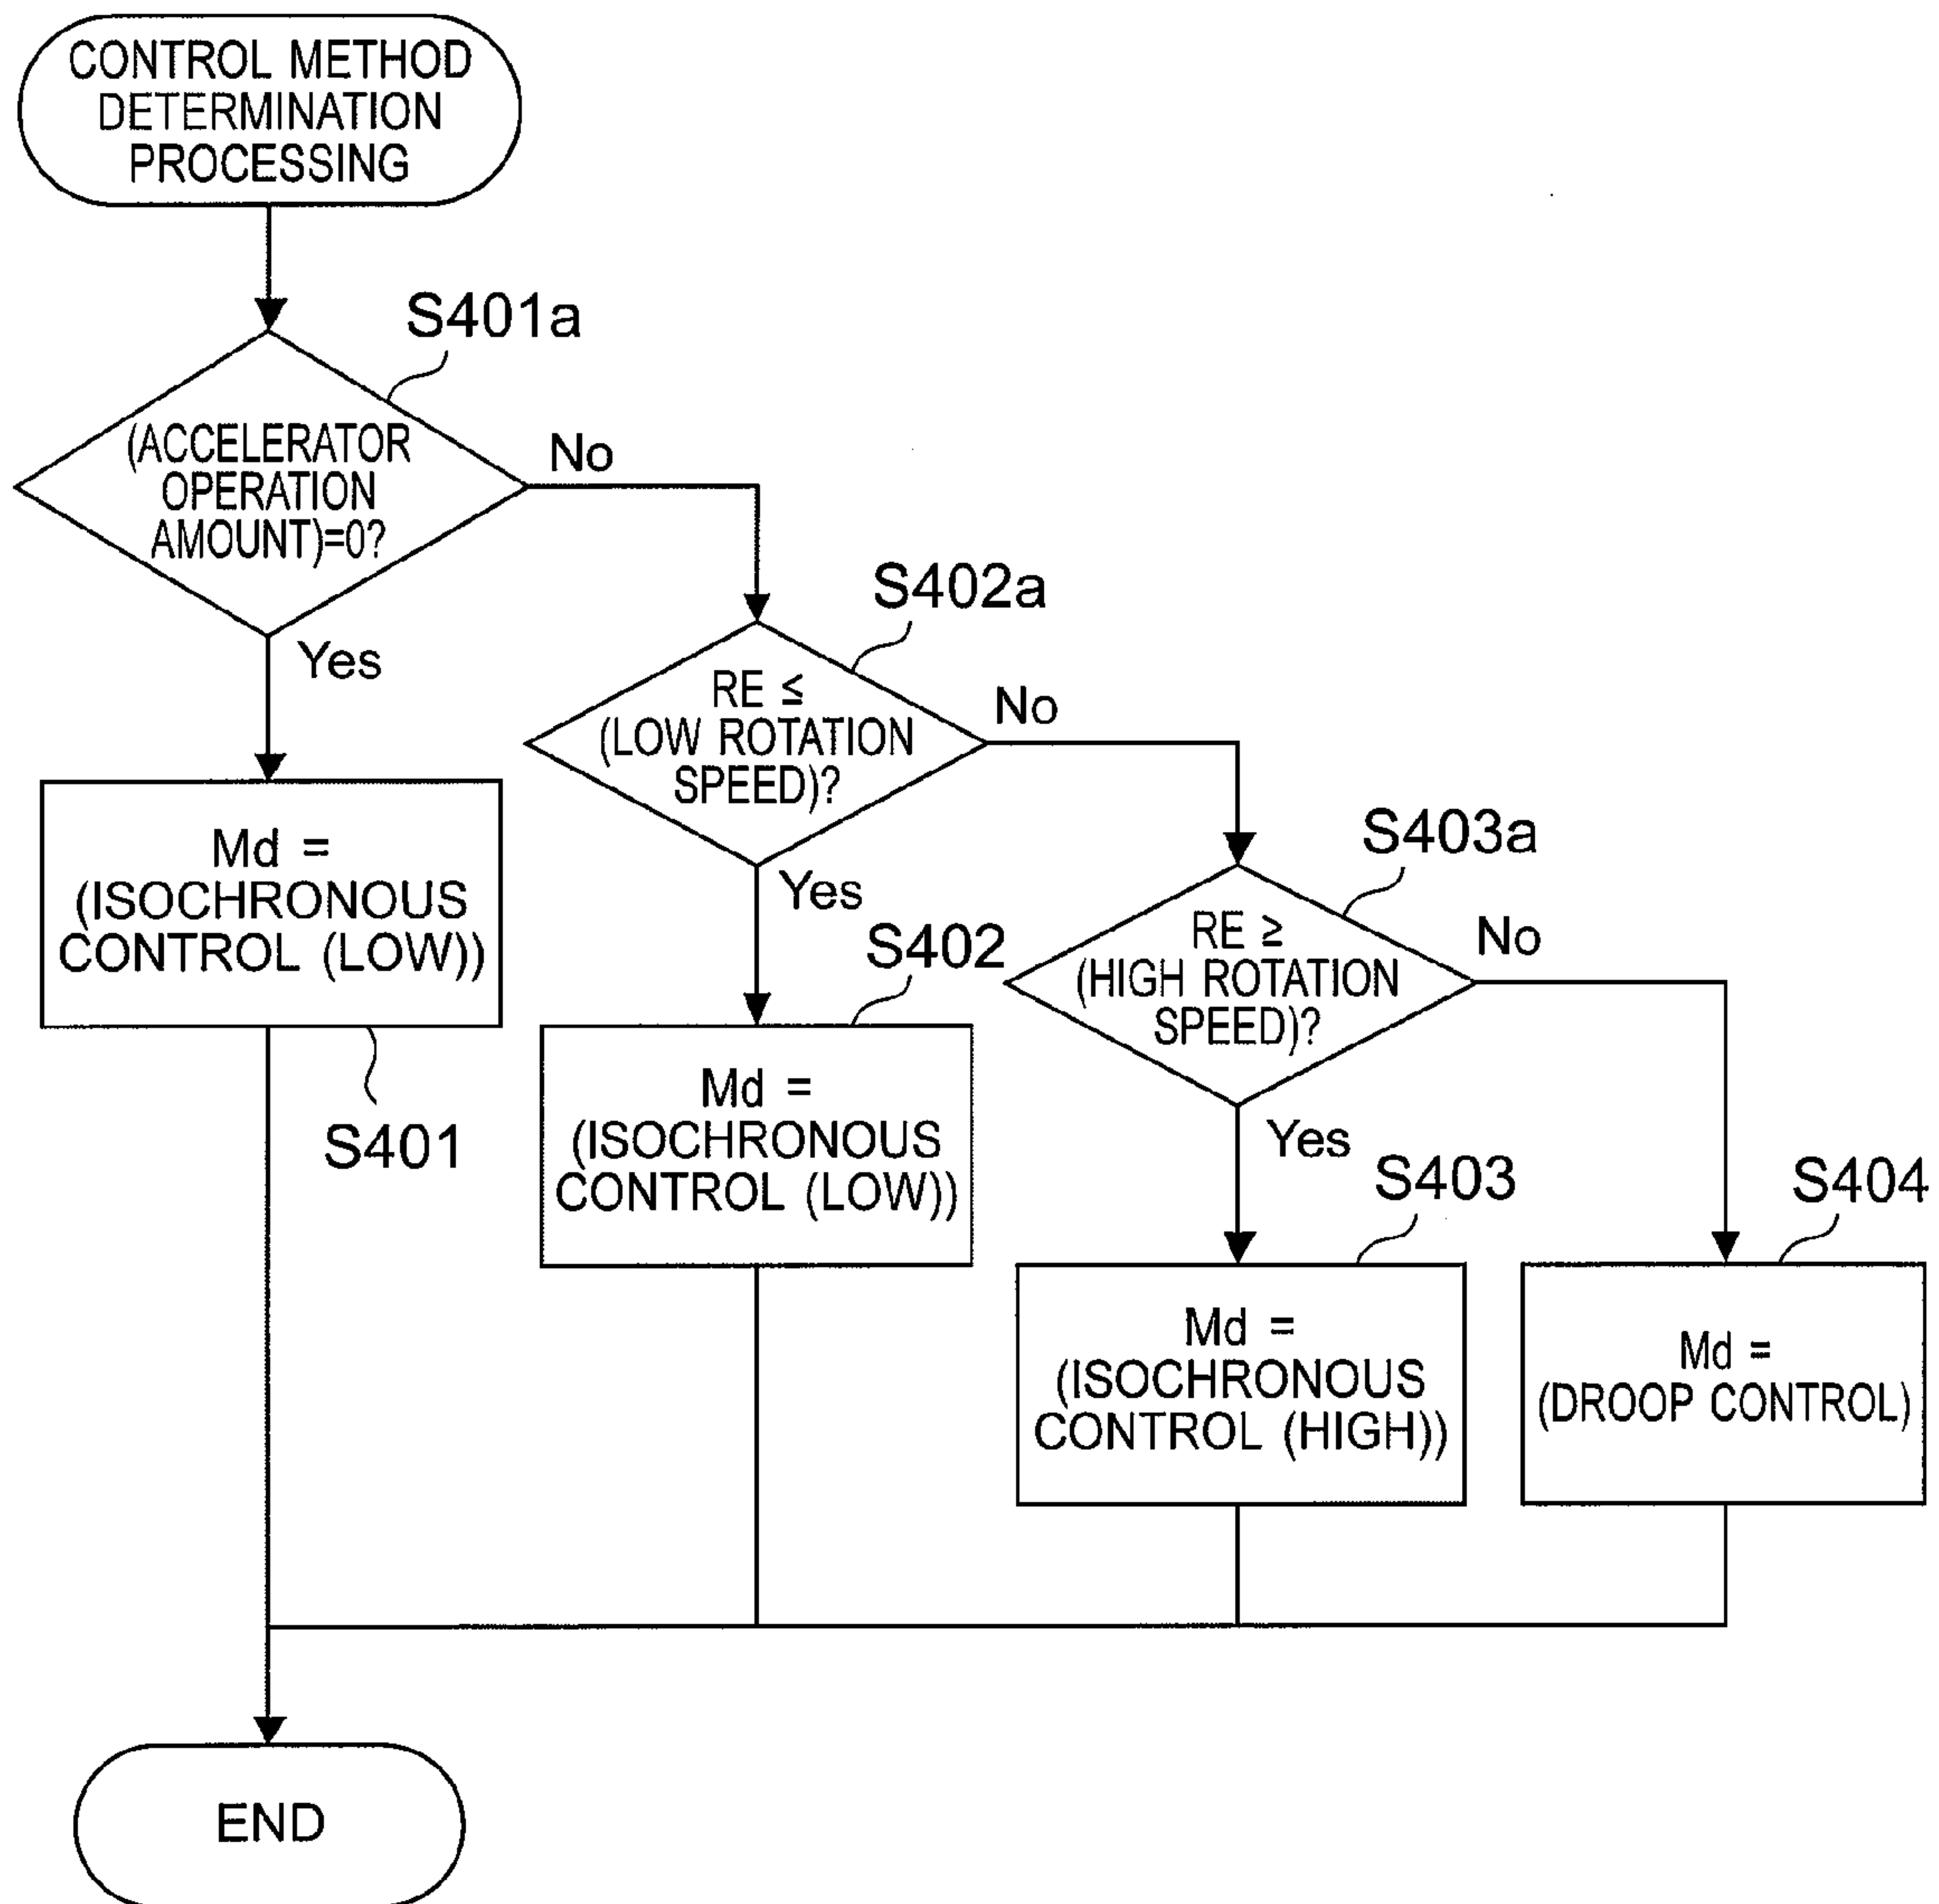 CONTROL METHOD
DETERMINATION
PROCESSING
S401a
(ACCELERATOR
OPERATION
AMOUNT)=0?
No
Yes
S402a
RE ≤
(LOW ROTATION
SPEED)?
No
Yes
S403a
RE ≥
(HIGH ROTATION
SPEED)?
No
Yes
Md =
(ISOCHRONOUS
CONTROL (LOW))
S401
S402
Md =
(ISOCHRONOUS
CONTROL (LOW))
S403
Md =
(ISOCHRONOUS
CONTROL (HIGH))
S404
Md =
(DROOP CONTROL)
END